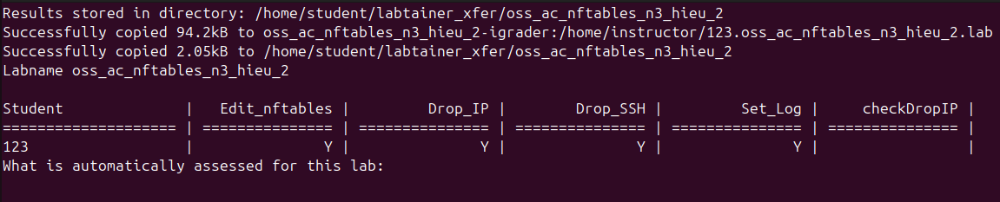 Results stored in directory: /home/student/labtainer_xfer/oss_ac_nftables_n3_hieu_2
Successfully copied 94.2kB to oss_ac_nftables_n3_hieu_2-igrader:/home/instructor/123.oss_ac_nftables_n3_hieu_2.lab
Successfully copied 2.05kB to /home/student/labtainer_xfer/oss_ac_nftables_n3_hieu_2
Labname oss_ac_nftables_n3_hieu_2
Student              |    Edit_nftables |         Drop_IP |        Drop_SSH |         Set_Log |     checkDropIP |
==================== | =============== | =============== | =============== | =============== | =============== |
123                  |               Y |               Y |               Y |               Y |                 |
What is automatically assessed for this lab: